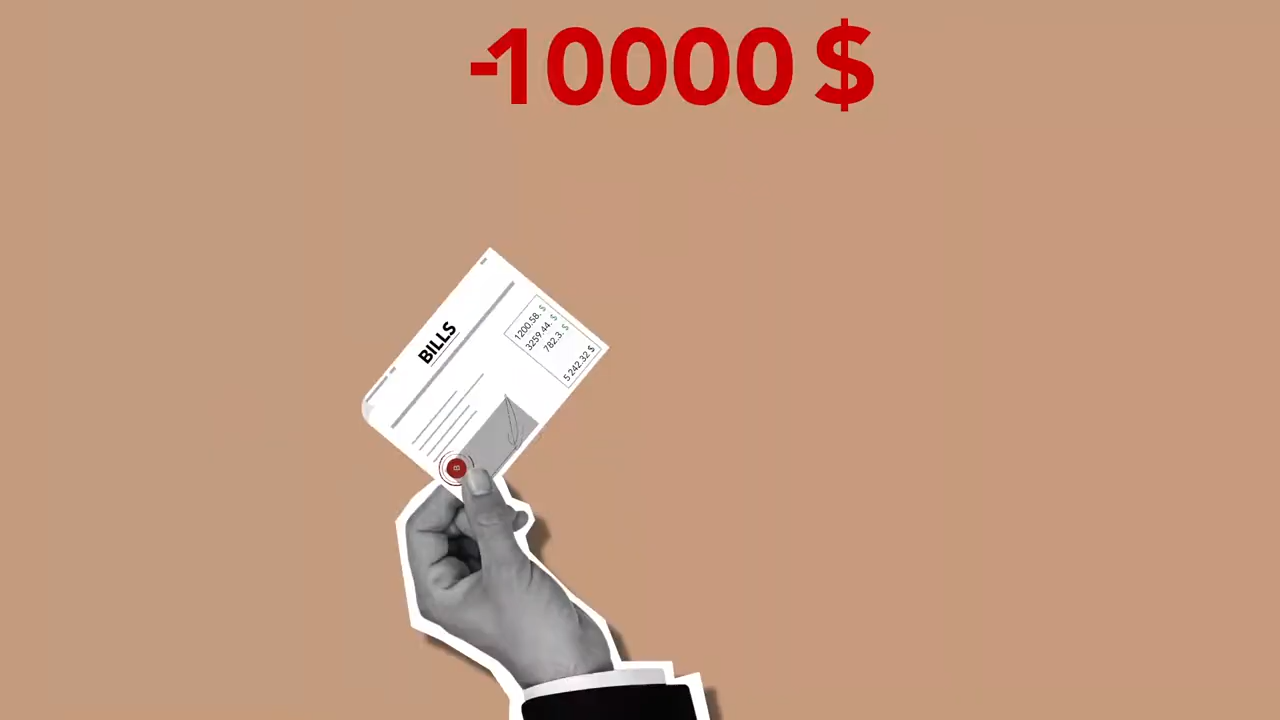 -10000 $
BILLS
1200.58. $
3259.44. $
782.3. $
5 242.32 $